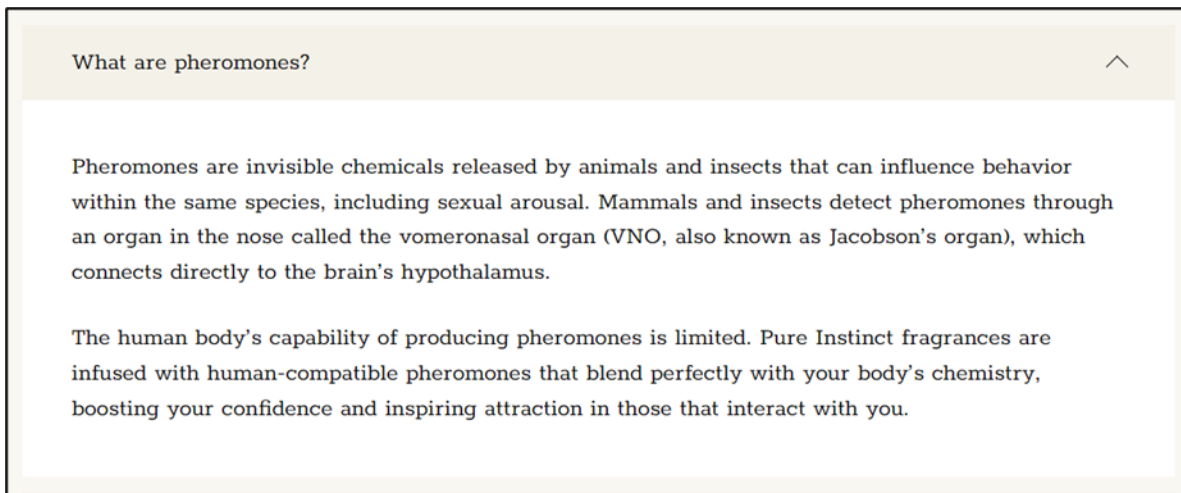 What are pheromones?
Pheromones are invisible chemicals released by animals and insects that can influence behavior
within the same species, including sexual arousal. Mammals and insects detect pheromones through
an organ in the nose called the vomeronasal organ (VNO, also known as Jacobson's organ), which
connects directly to the brain's hypothalamus.
The human body's capability of producing pheromones is limited. Pure Instinct fragrances are
infused with human-compatible pheromones that blend perfectly with your body's chemistry,
boosting your confidence and inspiring attraction in those that interact with you.